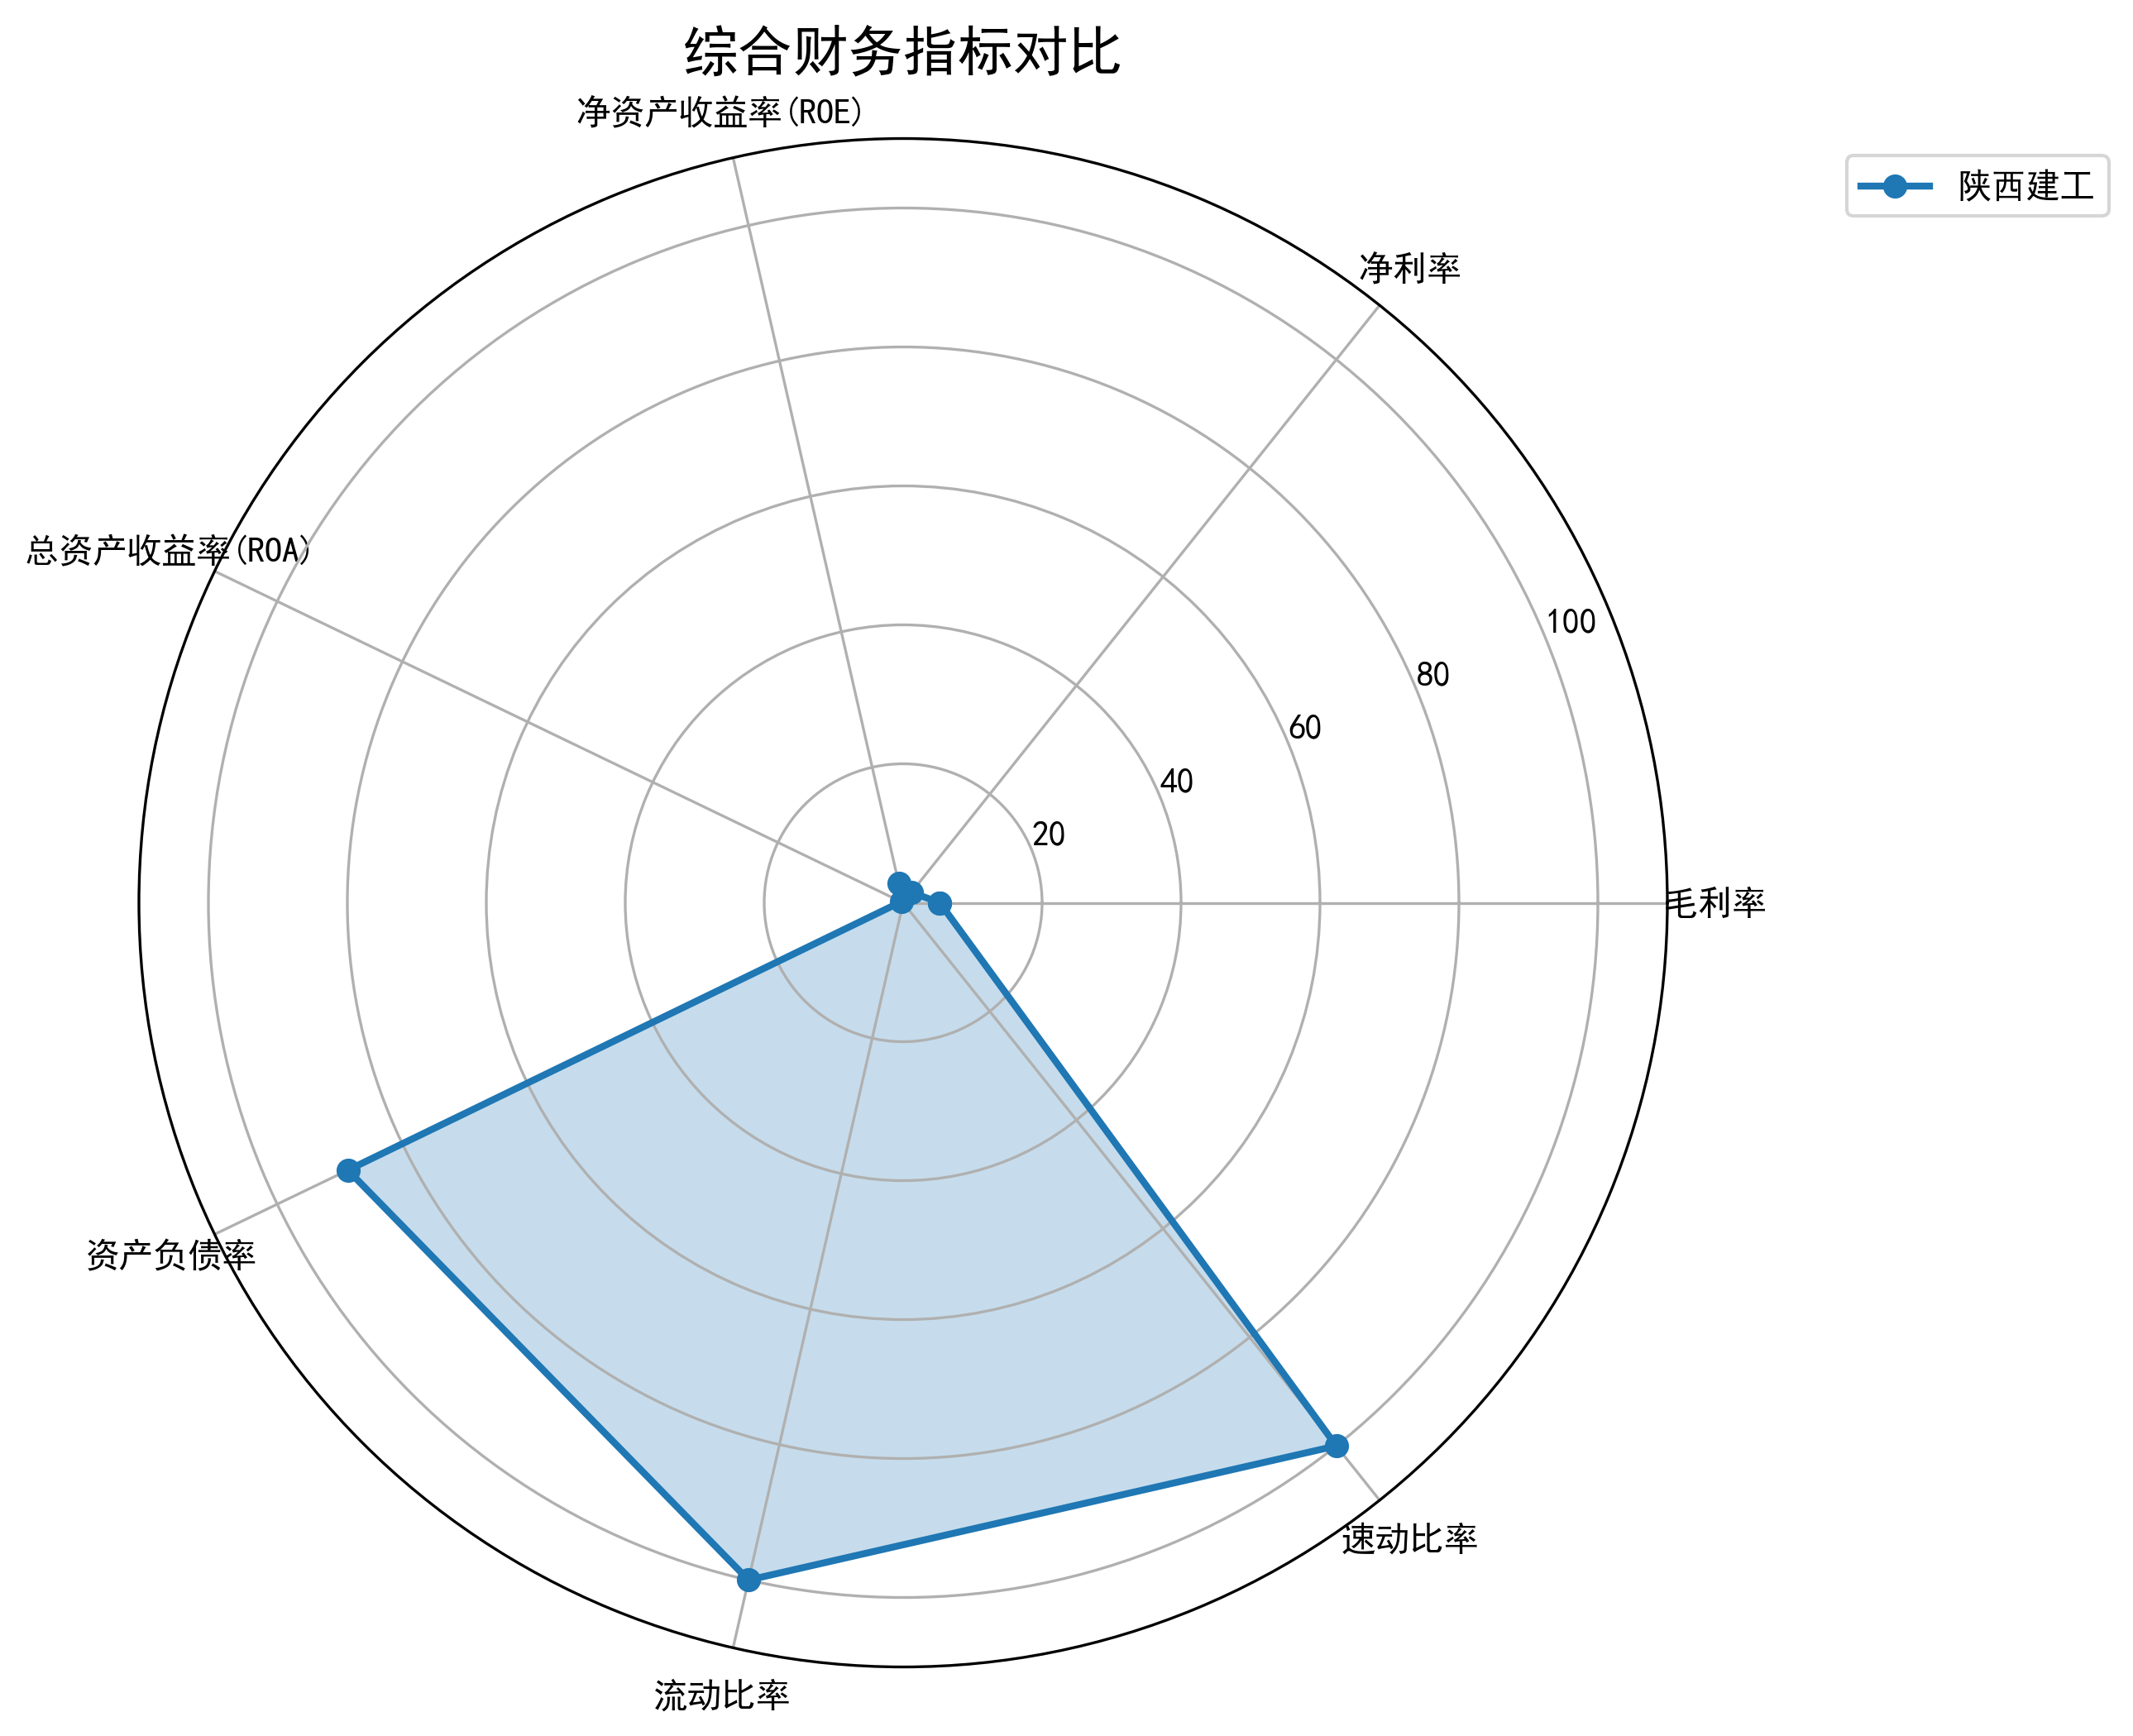 综合财务指标对比
净资产收益率(ROE)
陕西建工
净利率
总资产收益率(ROA)
100
80
60
40
20
毛利率
资产负债率
速动比率
流动比率